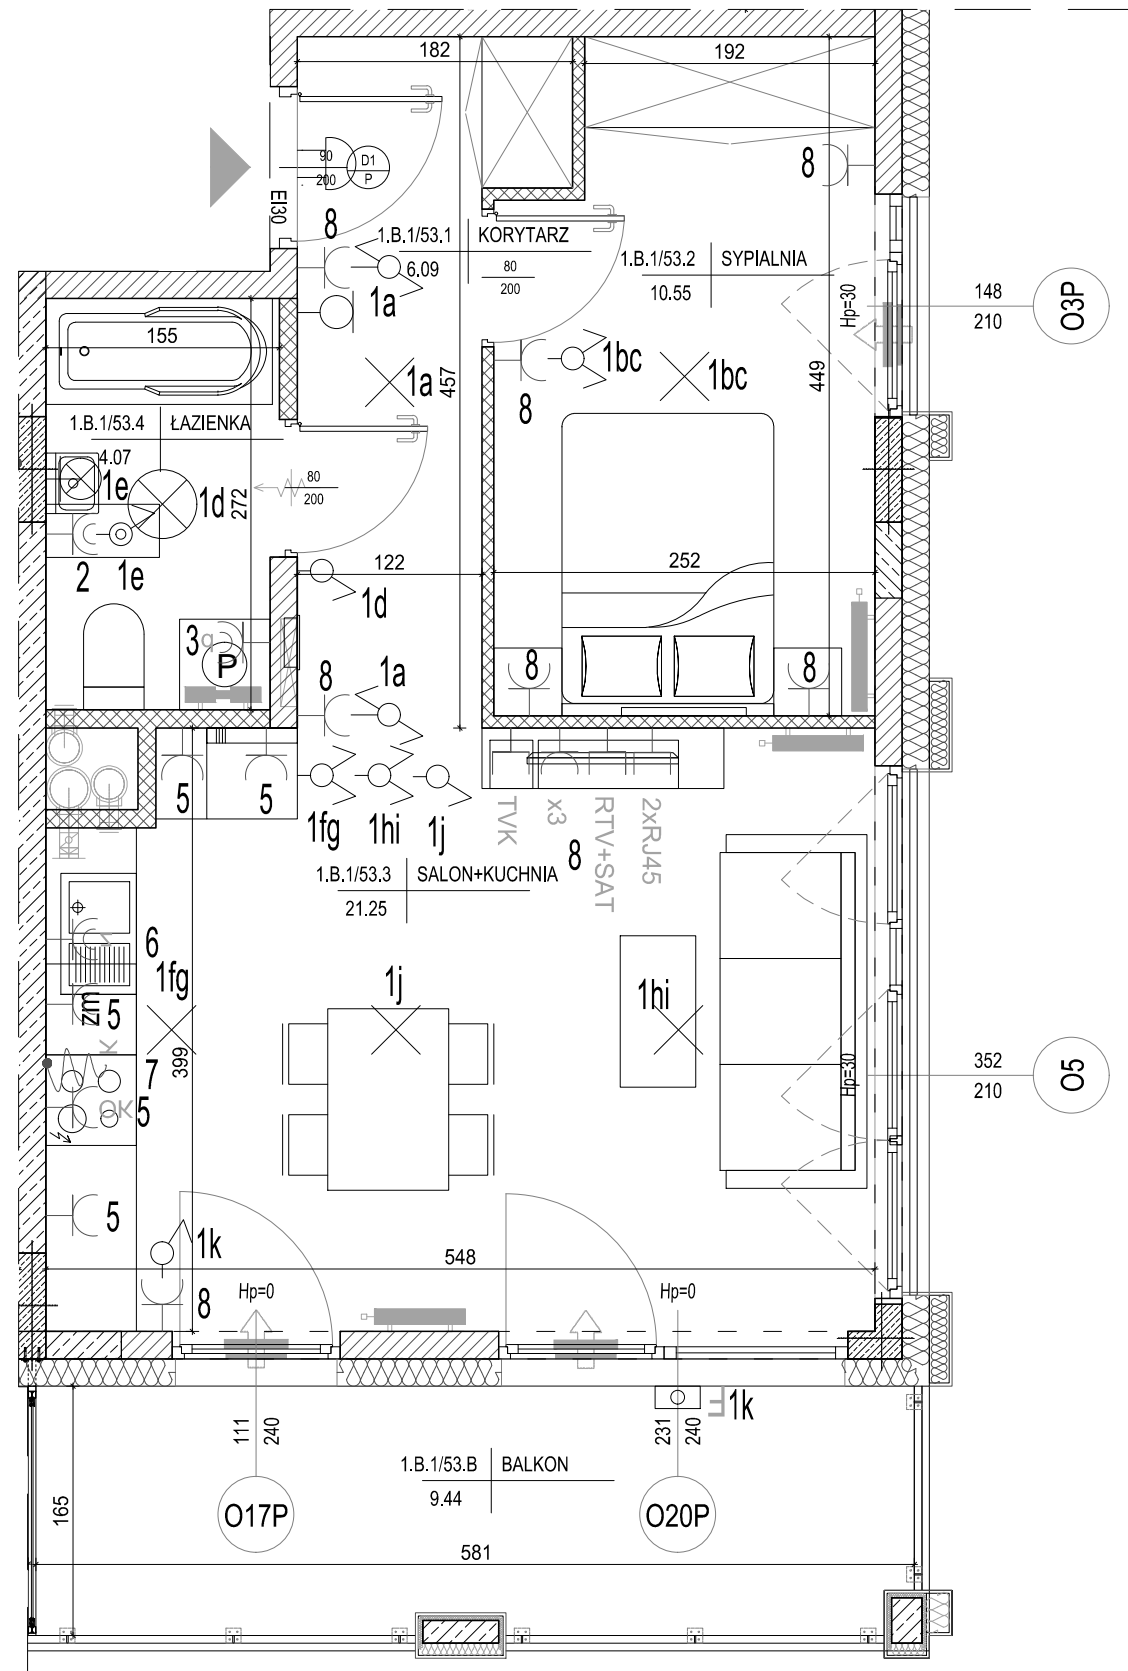 182
192
90
200
D1
P
EI30
8
8
1.B.1/53.1 KORYTARZ
6.09
80
200
1.B.1/53.2 SYPIALNIA
10.55
1a
Hp=30
148
210
O3P
155
1a
457
1bc
8
1bc
449
1.B.1/53.4 ŁAZIENKA
4.07
1e
1d
272
80
200
2
1e
122
252
1d
3
P
8
1a
8
8
5
5
1fg
1hi
1j
TVK
x3
RTV+SAT
2xRJ45
8
1.B.1/53.3 SALON+KUCHNIA
21.25
6
1fg
zm
5
1j
1hi
399
7
OK
5
Hp=30
352
210
O5
5
1k
548
8
Hp=0
Hp=0
111
240
231
240
1k
1.B.1/53.B BALKON
9.44
165
O17P
O20P
581